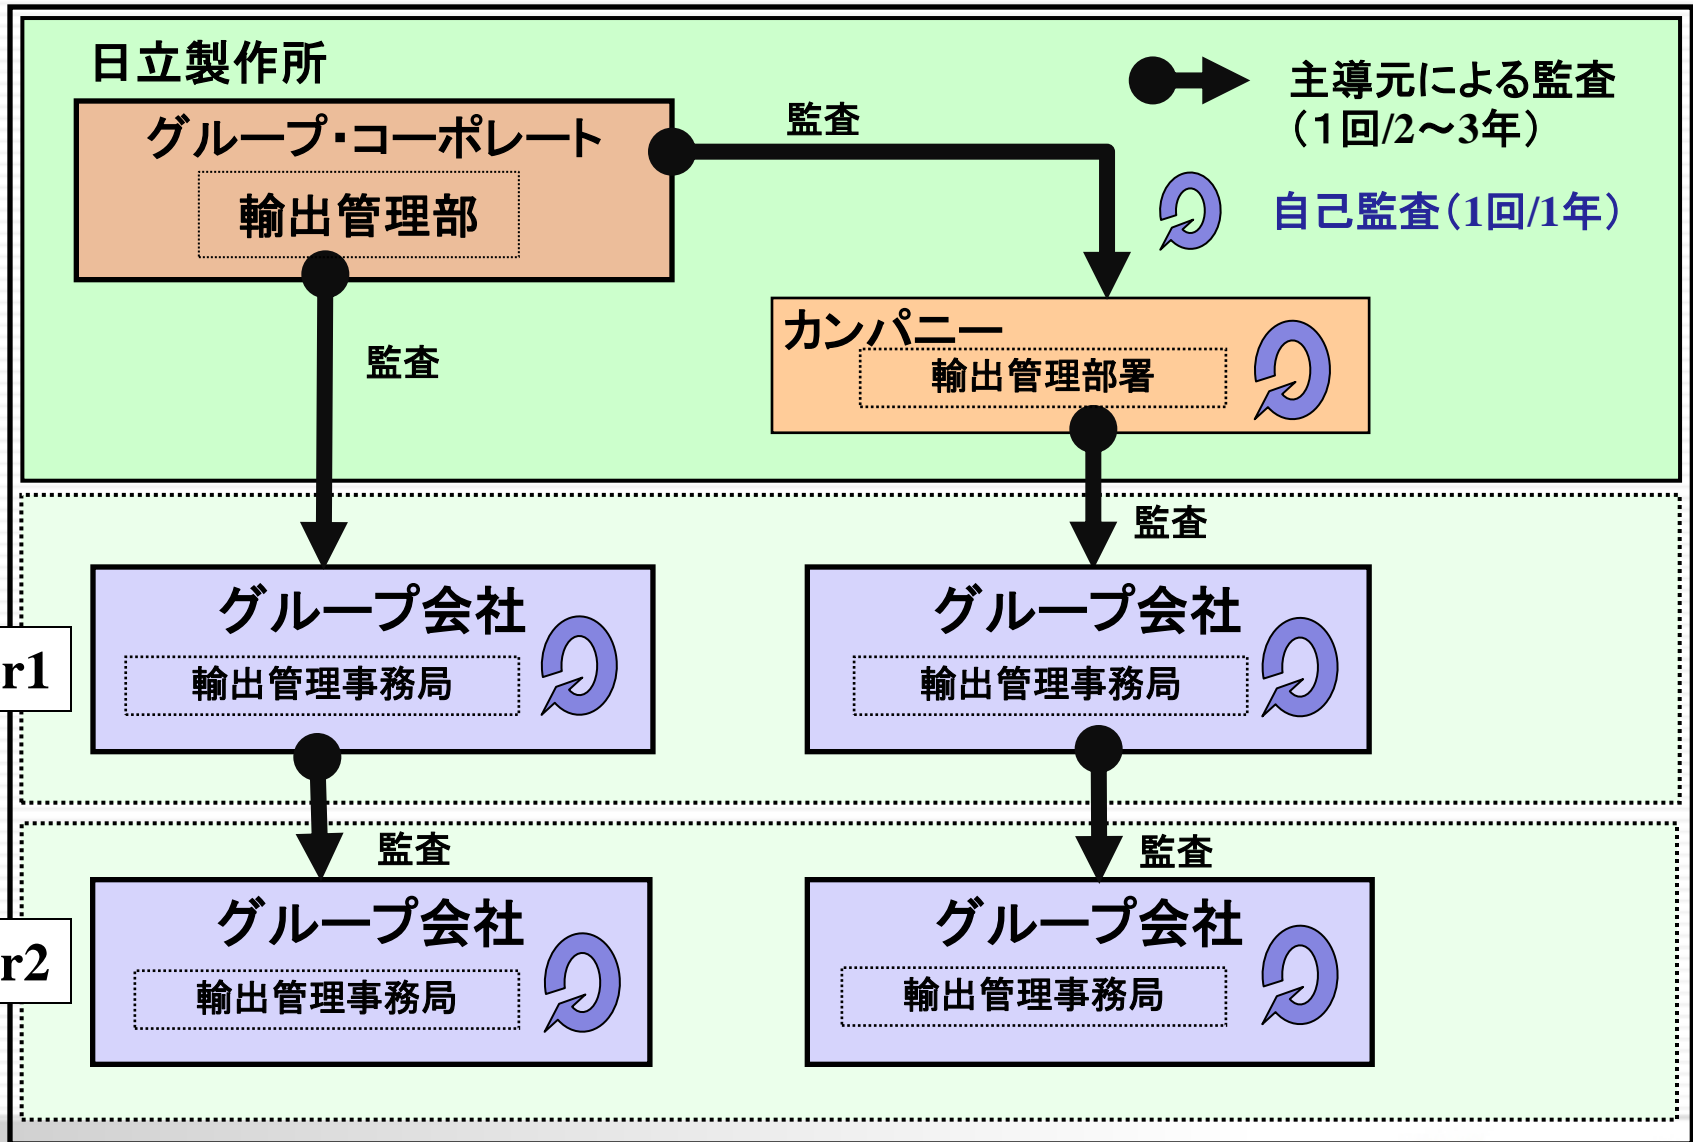 日立製作所
グループ・コーポレート
輸出管理部
監査
主導元による監査
（１回/2～3年）
自己監査（1回/1年）
カンパニー
輸出管理部署
監査
監査
r1
グループ会社
輸出管理事務局
グループ会社
輸出管理事務局
監査
監査
r2
グループ会社
輸出管理事務局
グループ会社
輸出管理事務局